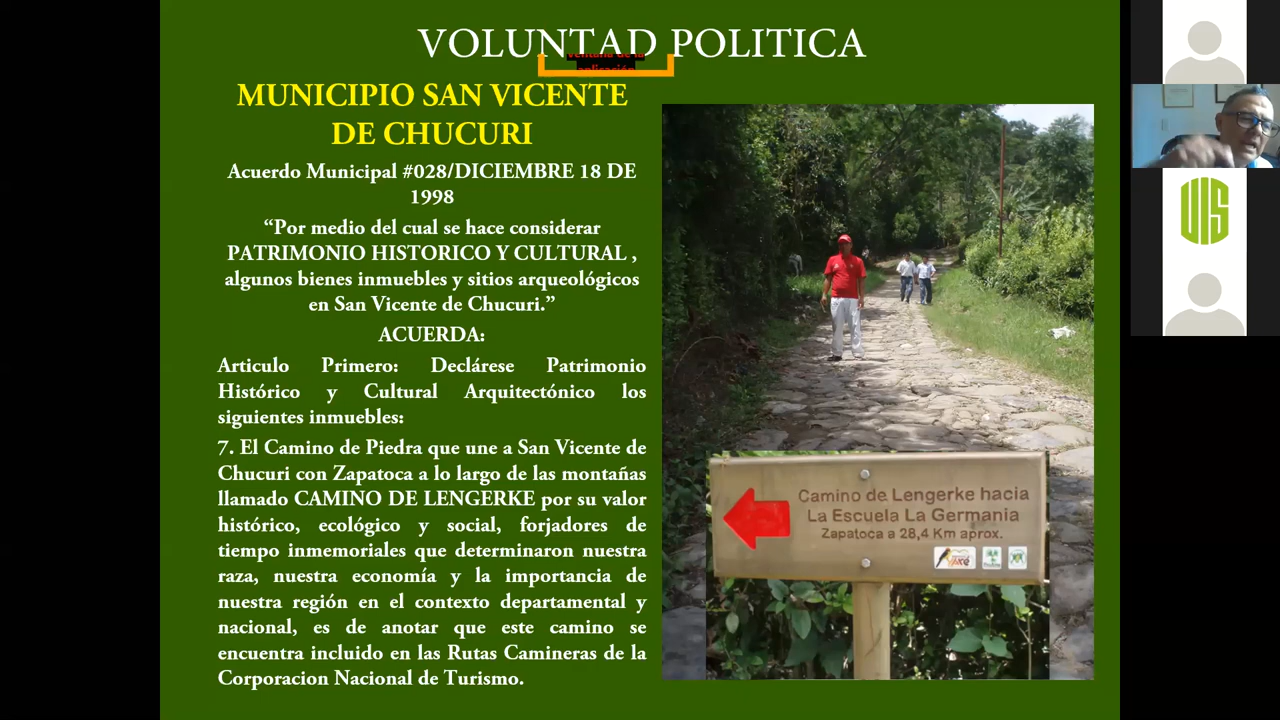 VOLUNTAD POLITICA
ventana de la
aplicación
MUNICIPIO SAN VICENTE
DE CHUCURI
Acuerdo Municipal #028/DICIEMBRE 18 DE
1998
“Por medio del cual se hace considerar
PATRIMONIO HISTORICO Y CULTURAL ,
algunos bienes inmuebles y sitios arqueológicos
en San Vicente de Chucuri.”
ACUERDA:
Articulo Primero: Declárese Patrimonio
Histórico y Cultural Arquitectónico los
siguientes inmuebles:
7. El Camino de Piedra que une a San Vicente de
Chucuri con Zapatoca a lo largo de las montañas
llamado CAMINO DE LENGERKE por su valor
histórico, ecológico y social, forjadores de
tiempo inmemoriales que determinaron nuestra
raza, nuestra economía y la importancia de
nuestra región en el contexto departamental y
nacional, es de anotar que este camino se
encuentra incluido en las Rutas Camineras de la
Corporacion Nacional de Turismo.
Camino de Lengerke hacia
La Escuela La Germania
Zapatoca a 28,4 Km aprox.
UIS